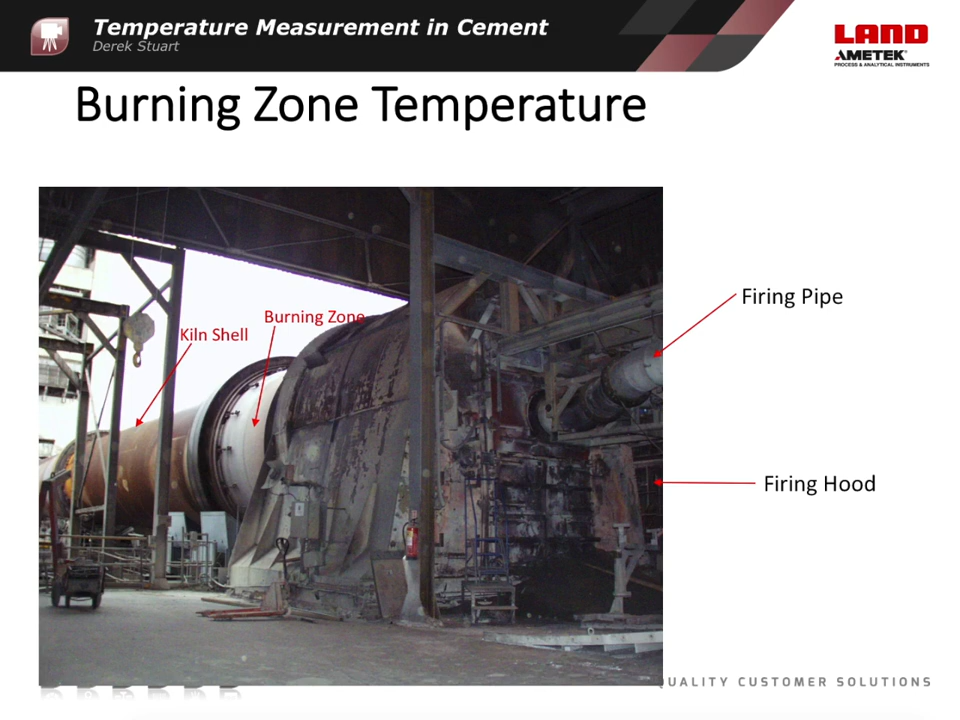 Temperature Measurement in Cement
Derek Stuart
LAND
AMETEK®
PROCESS & ANALYTICAL INSTRUMENTS
Burning Zone Temperature
Burning Zone
Kiln Shell
Firing Pipe
Firing Hood
QUALITY CUSTOMER SOLUTIONS